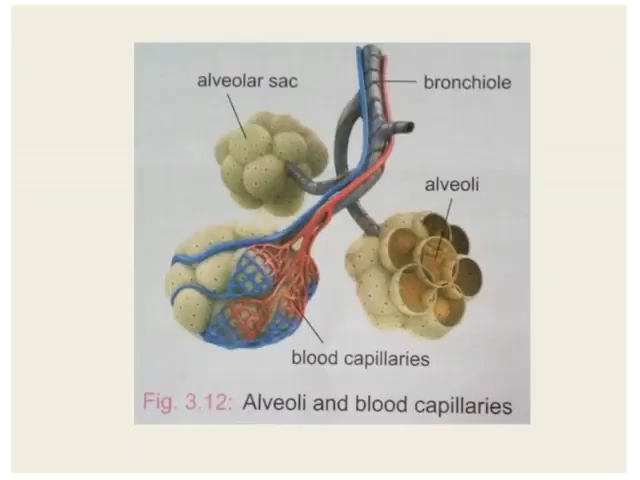 alveolar sac
bronchiole
alveoli
blood capillaries
Fig. 3.12: Alveoli and blood capillaries